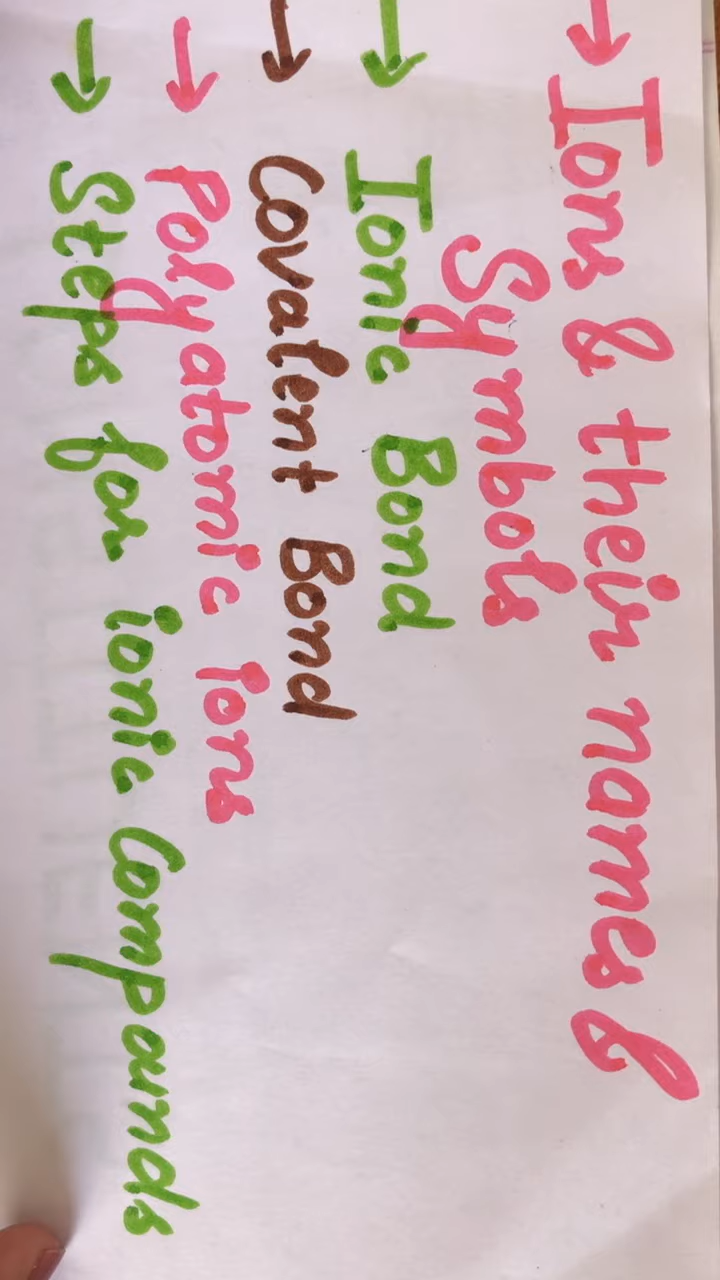 → Ions & their names &
Symbols
→ Ionic Bond
→ Covalent Bond
→ Polyatomic ions
→ Steps for ionic Compounds